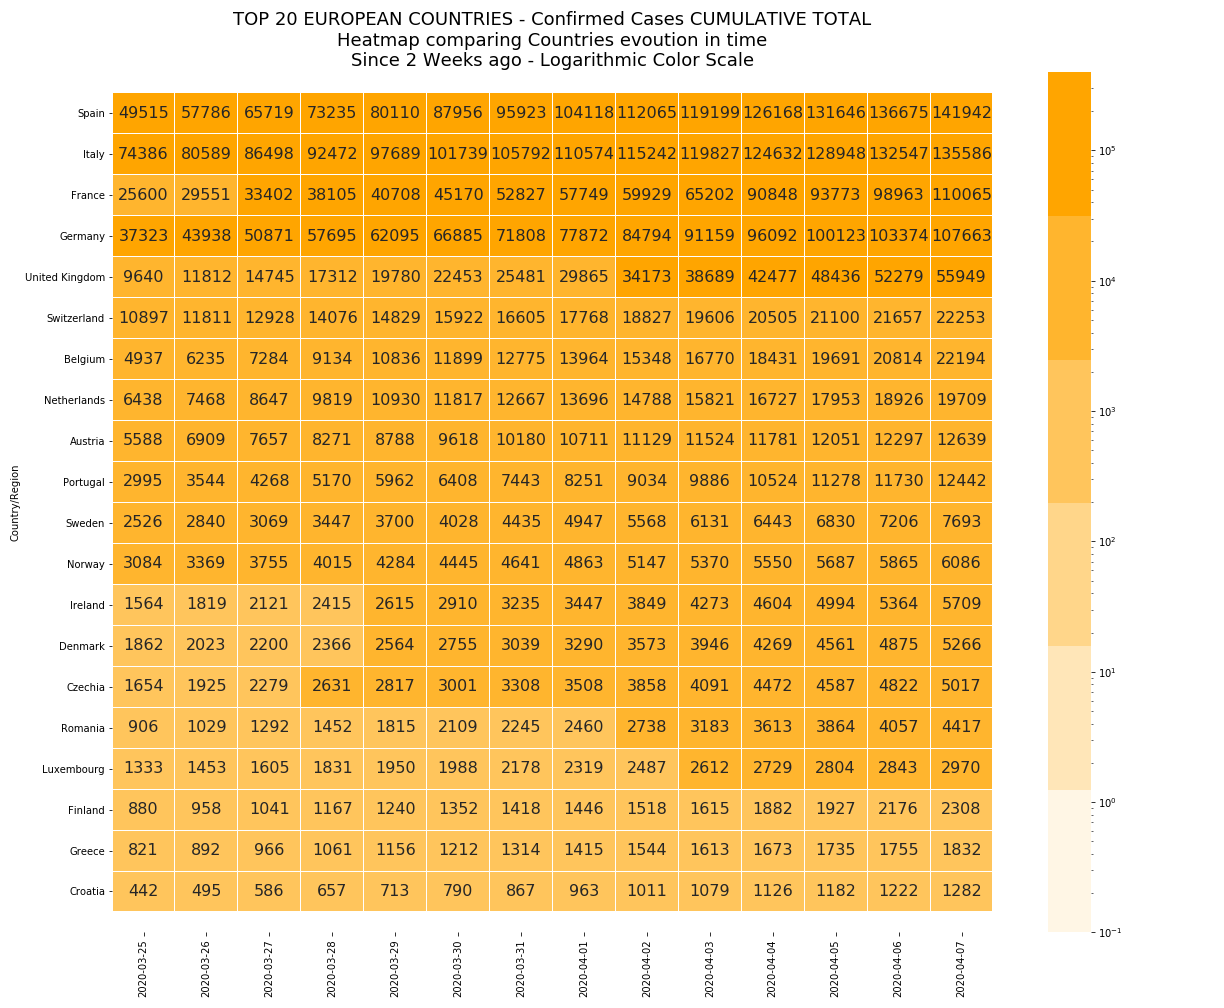 TOP 20 EUROPEAN COUNTRIES - Confirmed Cases CUMULATIVE TOTAL
Heatmap comparing Countries evoution in time
Since 2 Weeks ago - Logarithmic Color Scale
Country/Region
Spain 49515 57786 65719 73235 80110 87956 95923 104118 112065 119199 126168 131646 136675 141942
Italy 74386 80589 86498 92472 97689 101739 105792 110574 115242 119827 124632 128948 132547 135586
France 25600 29551 33402 38105 40708 45170 52827 57749 59929 65202 90848 93773 98963 110065
Germany 37323 43938 50871 57695 62095 66885 71808 77872 84794 91159 96092 100123 103374 107663
United Kingdom 9640 11812 14745 17312 19780 22453 25481 29865 34173 38689 42477 48436 52279 55949
Switzerland 10897 11811 12928 14076 14829 15922 16605 17768 18827 19606 20505 21100 21657 22253
Belgium 4937 6235 7284 9134 10836 11899 12775 13964 15348 16770 18431 19691 20814 22194
Netherlands 6438 7468 8647 9819 10930 11817 12667 13696 14788 15821 16727 17953 18926 19709
Austria 5588 6909 7657 8271 8788 9618 10180 10711 11129 11524 11781 12051 12297 12639
Portugal 2995 3544 4268 5170 5962 6408 7443 8251 9034 9886 10524 11278 11730 12442
Sweden 2526 2840 3069 3447 3700 4028 4435 4947 5568 6131 6443 6830 7206 7693
Norway 3084 3369 3755 4015 4284 4445 4641 4863 5147 5370 5550 5687 5865 6086
Ireland 1564 1819 2121 2415 2615 2910 3235 3447 3849 4273 4604 4994 5364 5709
Denmark 1862 2023 2200 2366 2564 2755 3039 3290 3573 3946 4269 4561 4875 5266
Czechia 1654 1925 2279 2631 2817 3001 3308 3508 3858 4091 4472 4587 4822 5017
Romania 906 1029 1292 1452 1815 2109 2245 2460 2738 3183 3613 3864 4057 4417
Luxembourg 1333 1453 1605 1831 1950 1988 2178 2319 2487 2612 2729 2804 2843 2970
Finland 880 958 1041 1167 1240 1352 1418 1446 1518 1615 1882 1927 2176 2308
Greece 821 892 966 1061 1156 1212 1314 1415 1544 1613 1673 1735 1755 1832
Croatia 442 495 586 657 713 790 867 963 1011 1079 1126 1182 1222 1282
2020-03-25 2020-03-26 2020-03-27 2020-03-28 2020-03-29 2020-03-30 2020-03-31 2020-04-01 2020-04-02 2020-04-03 2020-04-04 2020-04-05 2020-04-06 2020-04-07
10⁵
10⁴
10³
10²
10¹
10⁰
10⁻¹